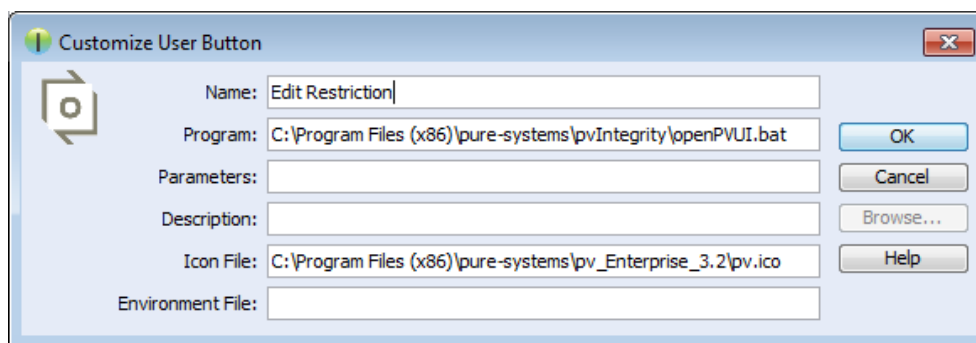 Customize User Button
Name: Edit Restriction
Program: C:\Program Files (x86)\pure-systems\pvIntegrity\openPVUI.bat
OK
Parameters:
Cancel
Description:
Browse...
Icon File: C:\Program Files (x86)\pure-systems\pv_Enterprise_3.2\pv.ico
Help
Environment File: